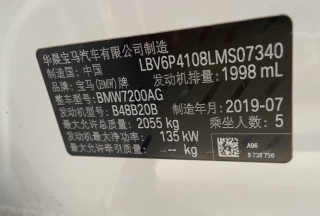 华晨宝马汽车有限公司制造
制造国：中国 LBV6P4108LMS07340
品牌：宝马(BMW)牌 发动机排量：1998 mL
整车型号：BMW7200AG
发动机型号：B48B20B 制造年月：2019-07
最大允许总质量：2055 kg 乘坐人数：5
发动机最大净功率：135 kW
最大允许牵引质量：--/-- kg
A96
8 738 756